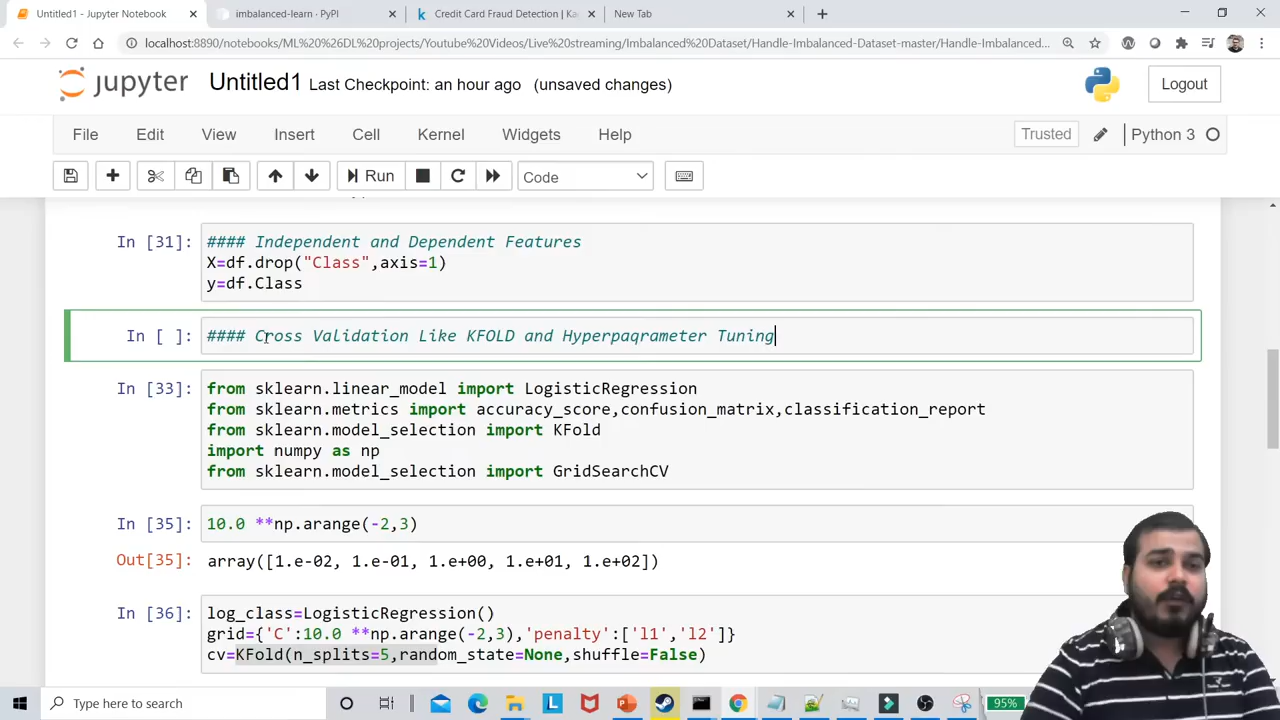 Untitled1 - Jupyter Notebook
imbalanced-learn · PyPI
Credit Card Fraud Detection | Ka
New Tab
localhost:8890/notebooks/ML%20%26%20DL%20projects/Youtube%20Videos/Live%20streaming/Imbalanced%20Dataset/Handle-Imbalanced-Dataset-master/Handle-Imbalanced...
jupyter Untitled1 Last Checkpoint: an hour ago (unsaved changes)
Logout
File Edit View Insert Cell Kernel Widgets Help
Trusted
Python 3
Run
Code
In [31]: #### Independent and Dependent Features
X=df.drop("Class",axis=1)
y=df.Class
In [ ]: #### Cross Validation Like KFOLD and Hyperpaqrameter Tuning
In [33]: from sklearn.linear_model import LogisticRegression
from sklearn.metrics import accuracy_score,confusion_matrix,classification_report
from sklearn.model_selection import KFold
import numpy as np
from sklearn.model_selection import GridSearchCV
In [35]: 10.0 **np.arange(-2,3)
Out[35]: array([1.e-02, 1.e-01, 1.e+00, 1.e+01, 1.e+02])
In [36]: log_class=LogisticRegression()
grid={'C':10.0 **np.arange(-2,3),'penalty':['l1','l2']}
cv=KFold(n_splits=5,random_state=None,shuffle=False)
Type here to search
95%